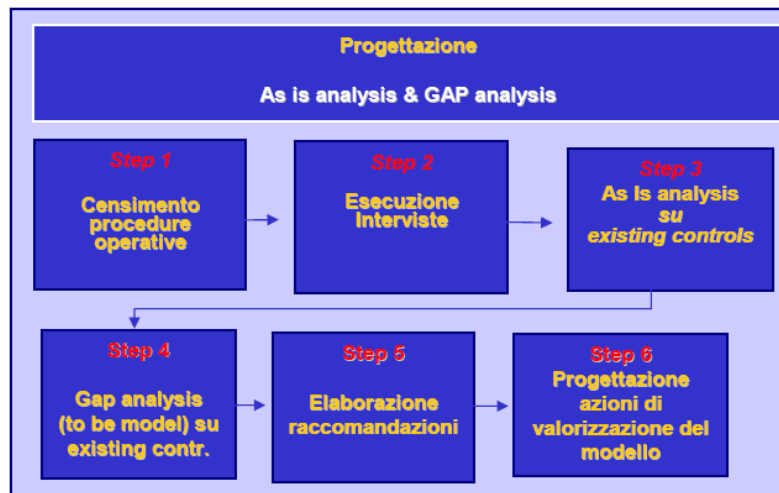 Progettazione
As is analysis & GAP analysis
Step 1
Censimento
procedure
operative
Step 2
Esecuzione
Interviste
Step 3
As Is analysis
su
existing controls
Step 4
Gap analysis
(to be model) su
existing contr.
Step 5
Elaborazione
raccomandazioni
Step 6
Progettazione
azioni di
valorizzazione del
modello